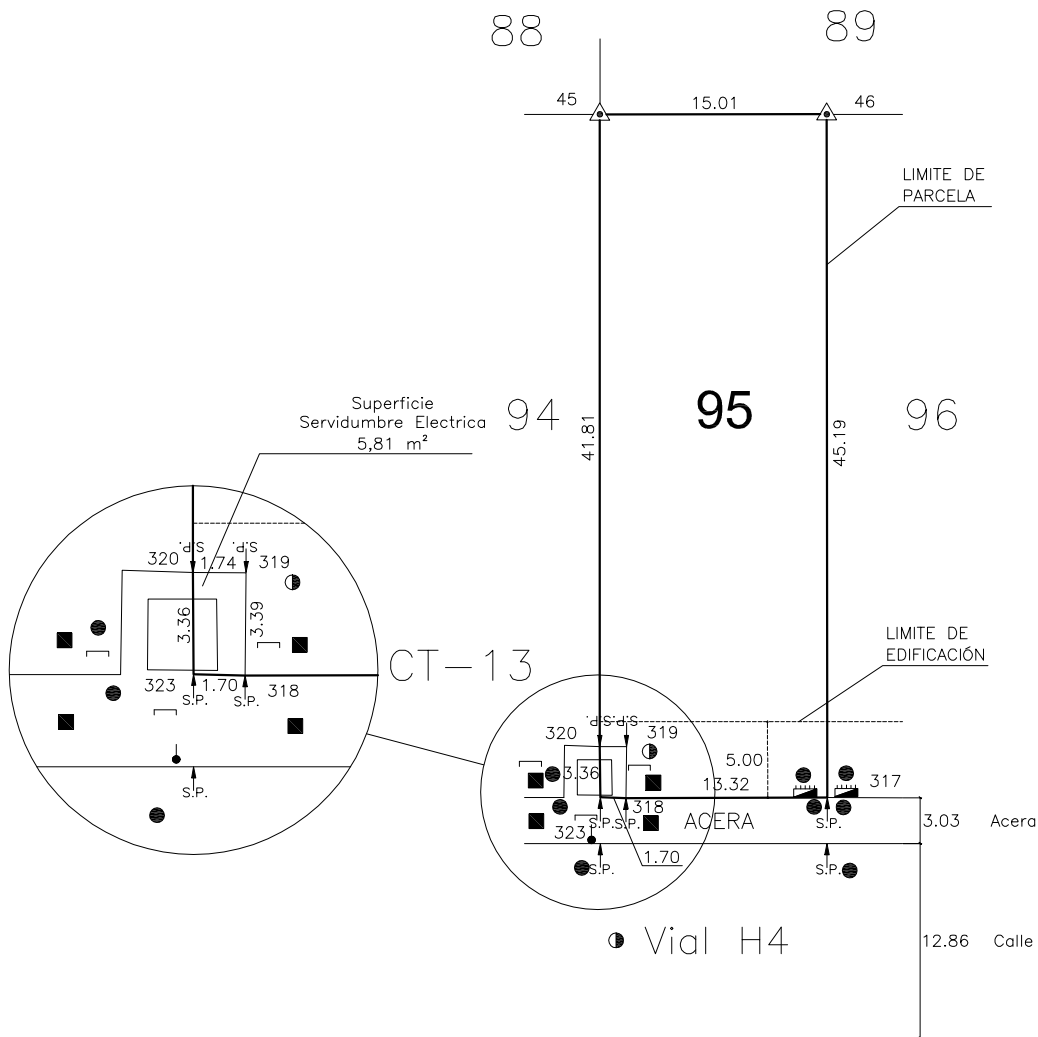 88
89
45
15.01
46
LIMITE DE
PARCELA
Superficie
Servidumbre Electrica
5,81 m²
94
95
96
41.81
45.19
S.P.
S.P.
320
1.74
319
3.36
3.39
CT-13
323
1.70
318
S.P.
S.P.
S.P.
LIMITE DE
EDIFICACIÓN
S.P.
S.P.
320
319
5.00
3.36
13.32
317
318
S.P.
S.P.
ACERA
S.P.
3.03
Acera
323
1.70
S.P.
S.P.
Vial H4
12.86
Calle